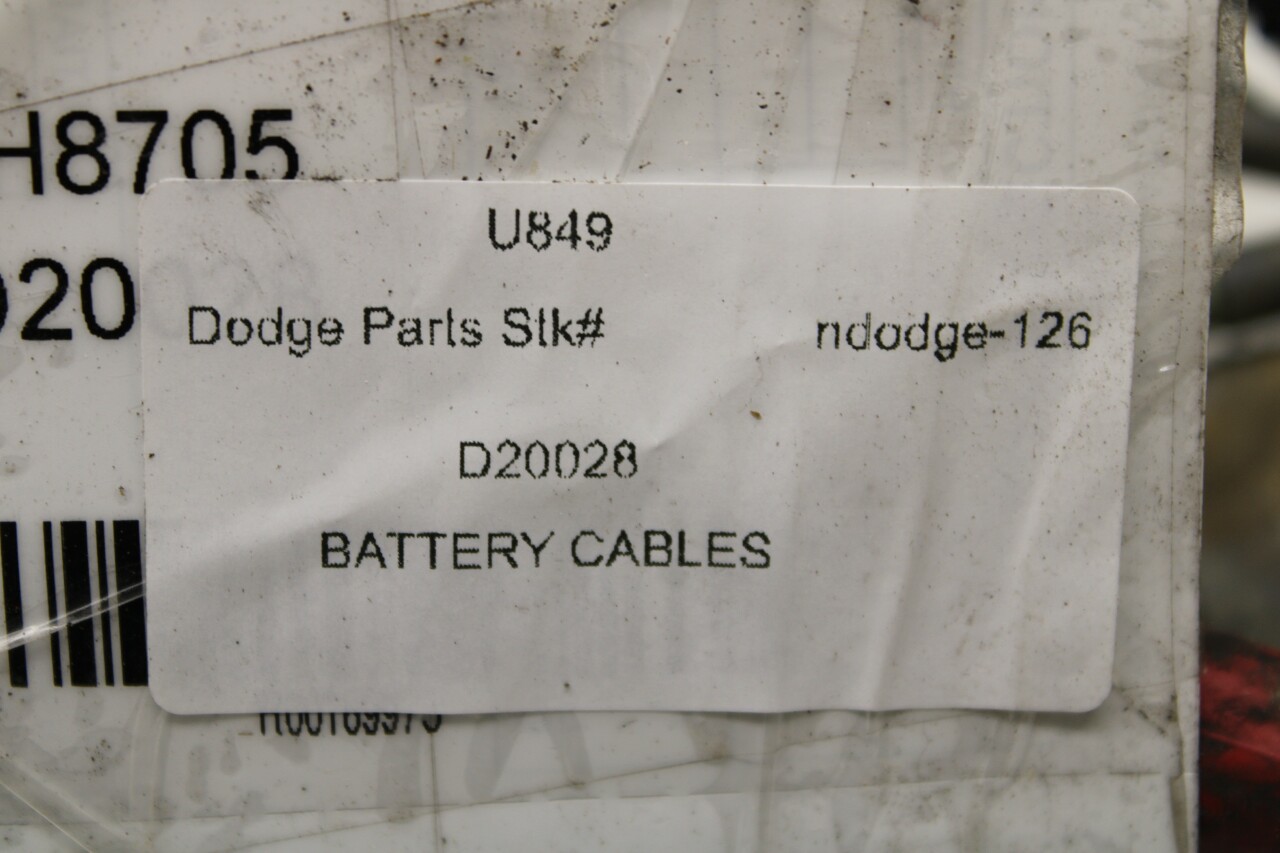 H8705
U849
Dodge Parts Stk# ndodge-126
020
D20028
BATTERY CABLES